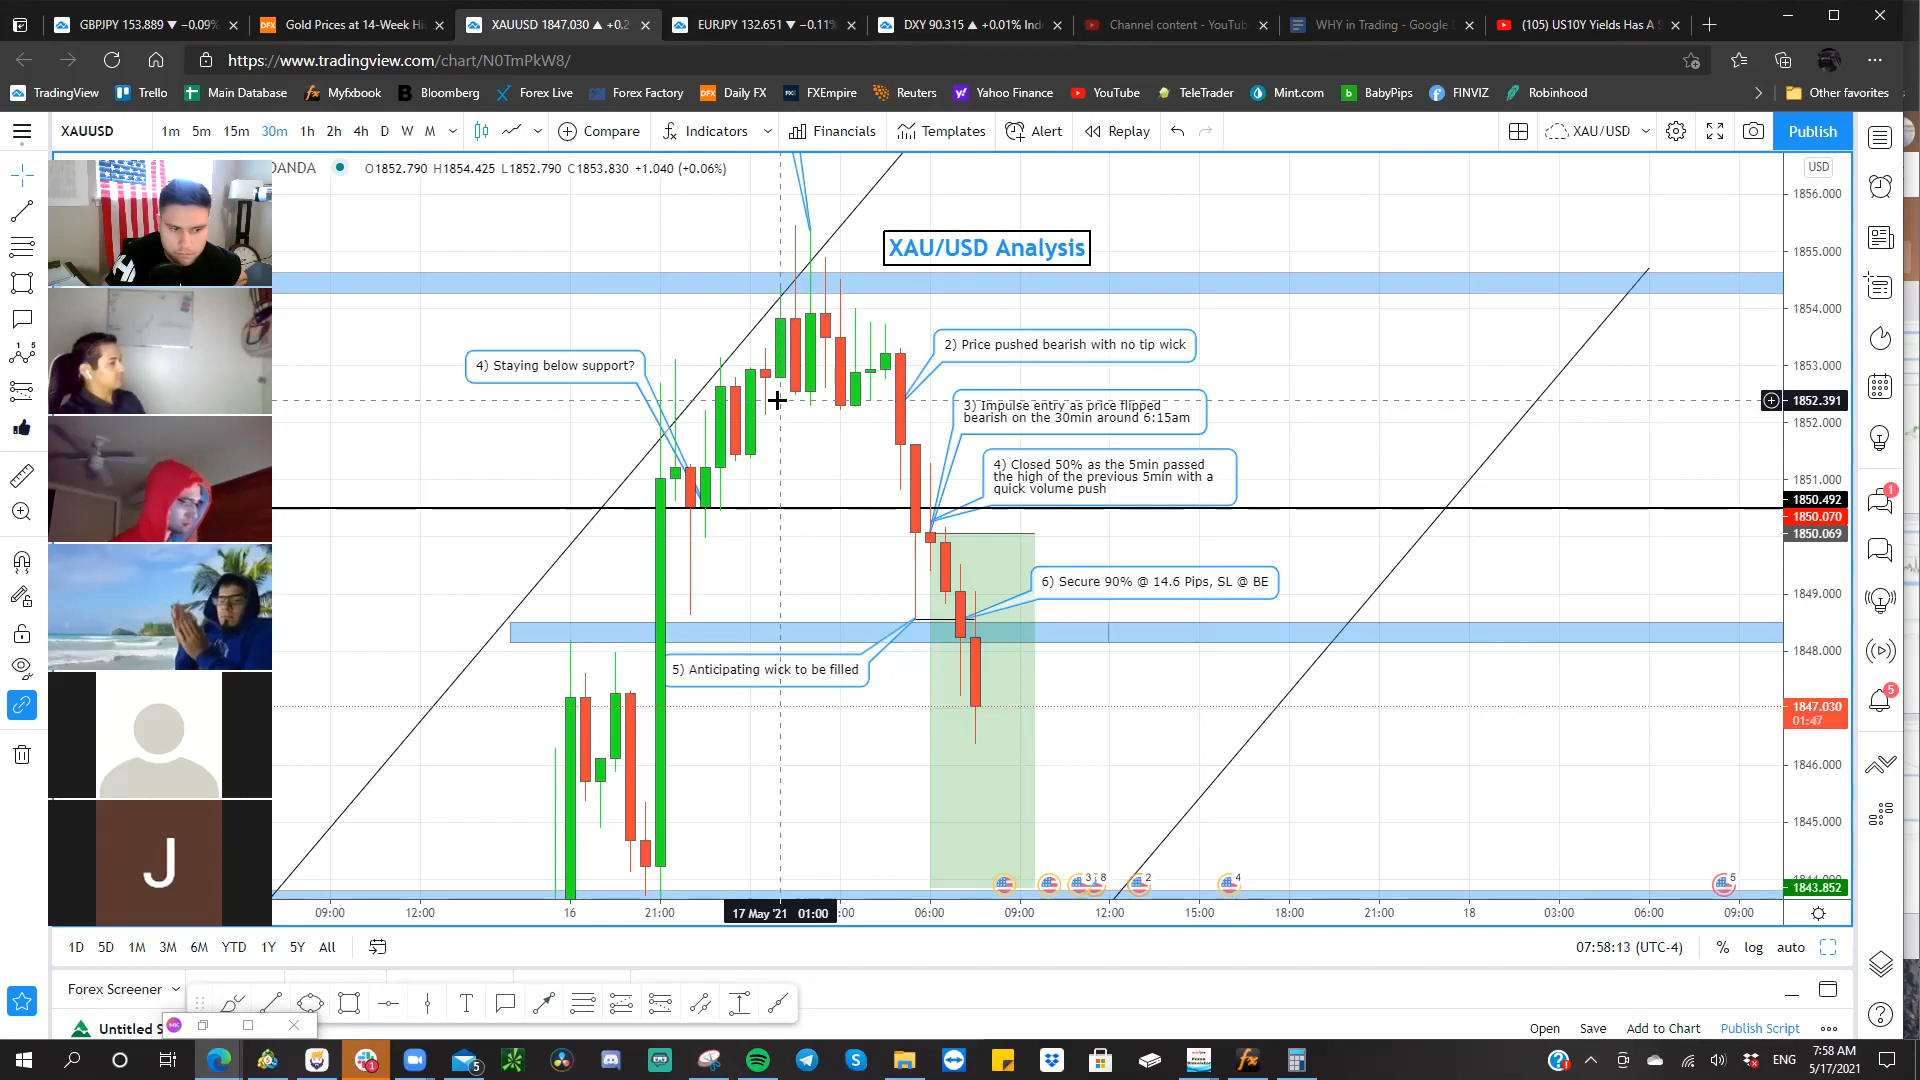 GBPJPY 153.889 ▼ −0.09%
Gold Prices at 14-Week Hi
XAUUSD 1847.030 ▲ +0.2
EURJPY 132.651 ▼ −0.11%
DXY 90.315 ▲ +0.01% Ind
Channel content - YouTub
WHY in Trading - Google
(105) US10Y Yields Has A S
https://www.tradingview.com/chart/N0TmPkW8/
TradingView
Trello
Main Database
Myfxbook
Bloomberg
Forex Live
Forex Factory
Daily FX
FXEmpire
Reuters
Yahoo Finance
YouTube
TeleTrader
Mint.com
BabyPips
FINVIZ
Robinhood
Other favorites
XAUUSD
1m 5m 15m 30m 1h 2h 4h D W M
Compare
Indicators
Financials
Templates
Alert
Replay
XAU/USD
Publish
ANDA
O1852.790 H1854.425 L1852.790 C1853.830 +1.040 (+0.06%)
USD
XAU/USD Analysis
4) Staying below support?
2) Price pushed bearish with no tip wick
3) Impulse entry as price flipped
bearish on the 30min around 6:15am
4) Closed 50% as the 5min passed
the high of the previous 5min with a
quick volume push
6) Secure 90% @ 14.6 Pips, SL @ BE
5) Anticipating wick to be filled
1856.000
1855.000
1854.000
1853.000
1852.391
1852.000
1851.000
1850.492
1850.070
1850.069
1849.000
1848.000
1847.030
01:47
1846.000
1845.000
1843.852
J
3 8 2 4 5
09:00 12:00 16 21:00 17 May '21 01:00 :00 06:00 09:00 12:00 15:00 18:00 21:00 18 03:00 06:00 09:00
1D 5D 1M 3M 6M YTD 1Y 5Y All
07:58:13 (UTC-4) % log auto
Forex Screener
Untitled S
Open Save Add to Chart Publish Script
ENG
7:58 AM
5/17/2021